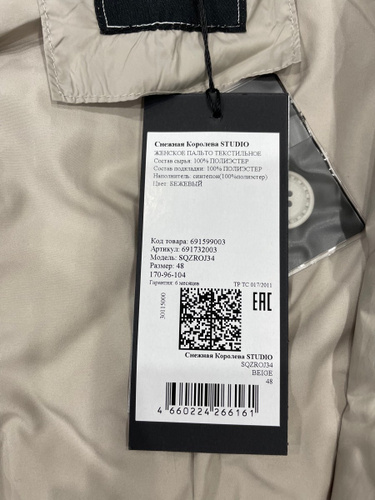 Снежная Королева STUDIO
ЖЕНСКОЕ ПАЛЬТО ТЕКСТИЛЬНОЕ
Состав сырья: 100% ПОЛИЭСТЕР
Состав подкладки: 100% ПОЛИЭСТЕР
Наполнитель: синтепон(100%полиэстер)
Цвет: БЕЖЕВЫЙ
Код товара: 691599003
Артикул: 691732003
Модель: SQZROJ34
Размер: 48
170-96-104
Гарантия: 6 месяцев
ТР ТС 017/2011
30115000
EAC
Снежная Королева STUDIO
SQZROJ34
BEIGE
48
4 660224 266161